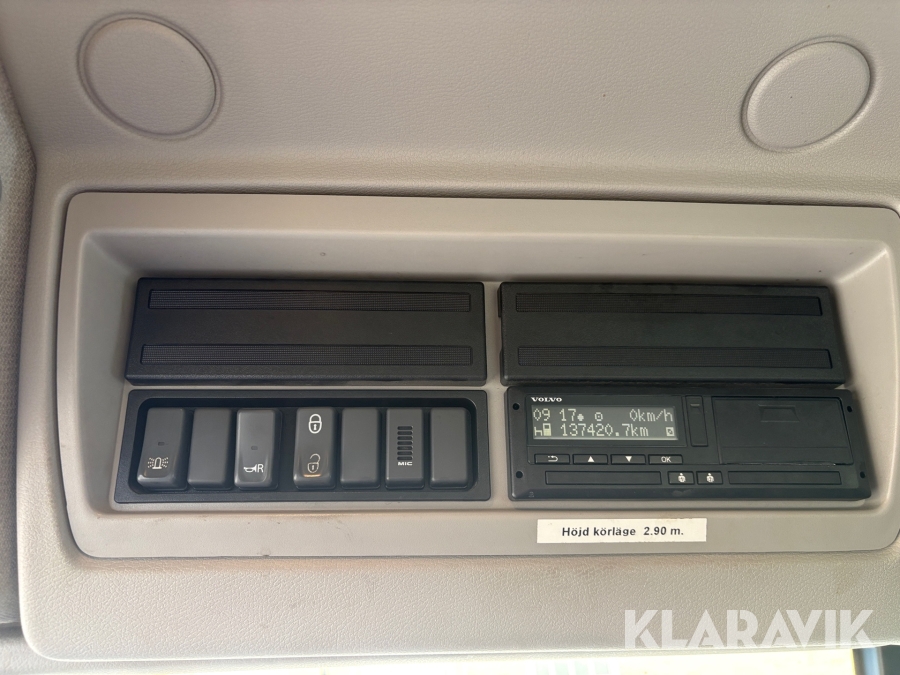 VOLVO
09 17 0km/h
137420.7km
OK
R
MIC
Höjd körläge 2.90 m.
KLARAVIK